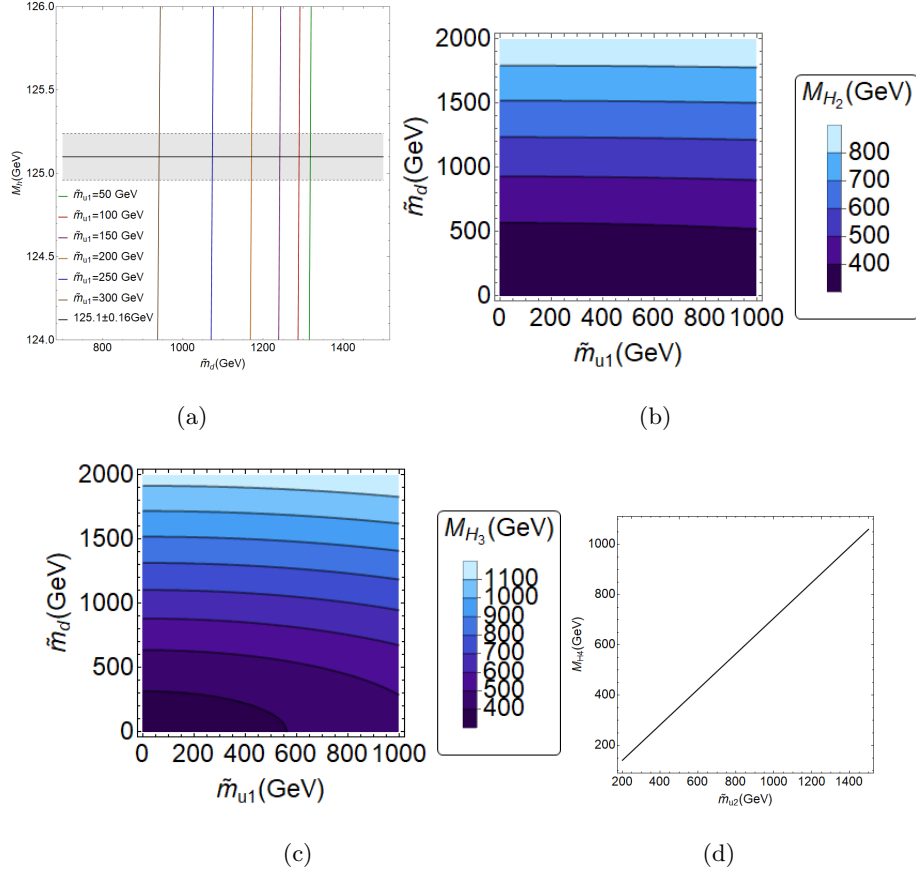 126.0
125.5
125.0
124.5
124.0
M_h(GeV)
m̃_u1=50 GeV
m̃_u1=100 GeV
m̃_u1=150 GeV
m̃_u1=200 GeV
m̃_u1=250 GeV
m̃_u1=300 GeV
125.1±0.16GeV
800 1000 1200 1400
m̃_d(GeV)
(a)
2000
1500
1000
500
0
m̃_d(GeV)
0 200 400 600 800 1000
m̃_u1(GeV)
M_H2(GeV)
800
700
600
500
400
(b)
2000
1500
1000
500
0
m̃_d(GeV)
0 200 400 600 800 1000
m̃_u1(GeV)
M_H3(GeV)
1100
1000
900
800
700
600
500
400
(c)
1000
800
600
400
200
M_H4(GeV)
200 400 600 800 1000 1200 1400
m̃_u2(GeV)
(d)